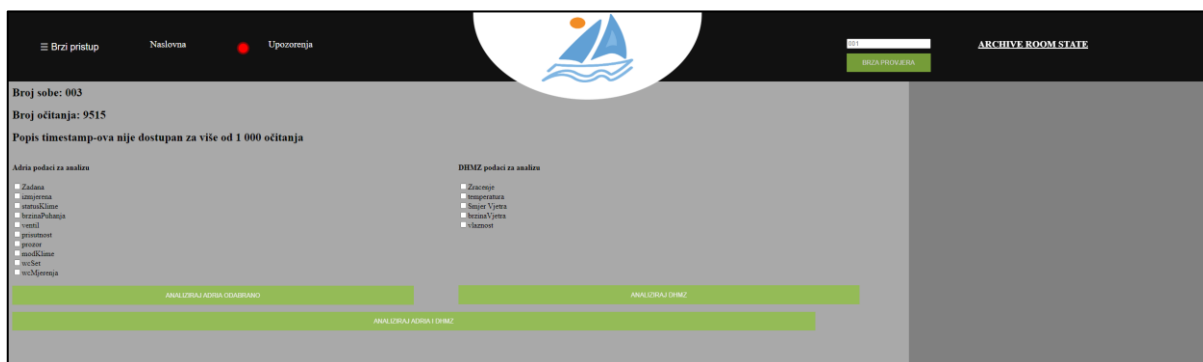 ☰ Brzi pristup
Naslovna
Upozorenja
001
BRZA PROVJERA
ARCHIVE ROOM STATE
Broj sobe: 003
Broj očitanja: 9515
Popis timestamp-ova nije dostupan za više od 1 000 očitanja
Adria podaci za analizu
Zadana
izmjerena
statusKlime
brzinaPuhanja
ventil
prisutnost
prozor
modKlime
wcSet
wcMjerenja
ANALIZIRAJ ADRIA ODABRANO
DHMZ podaci za analizu
Zracenje
temperatura
Smjer Vjetra
brzinaVjetra
vlaznost
ANALIZIRAJ DHMZ
ANALIZIRAJ ADRIA I DHMZ